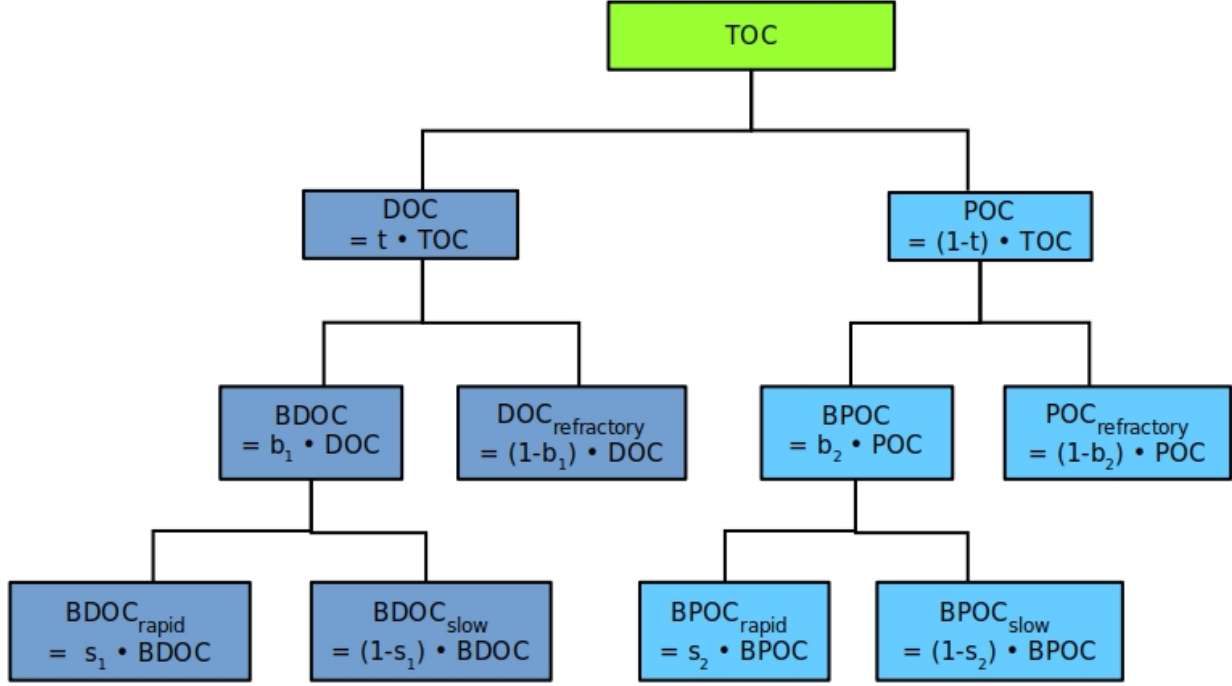 TOC
DOC
= t • TOC
POC
= (1-t) • TOC
BDOC
= b₁ • DOC
DOCrefractory
= (1-b₁) • DOC
BPOC
= b₂ • POC
POCrefractory
= (1-b₂) • POC
BDOCrapid
= s₁ • BDOC
BDOCslow
= (1-s₁) • BDOC
BPOCrapid
= s₂ • BPOC
BPOCslow
= (1-s₂) • BPOC